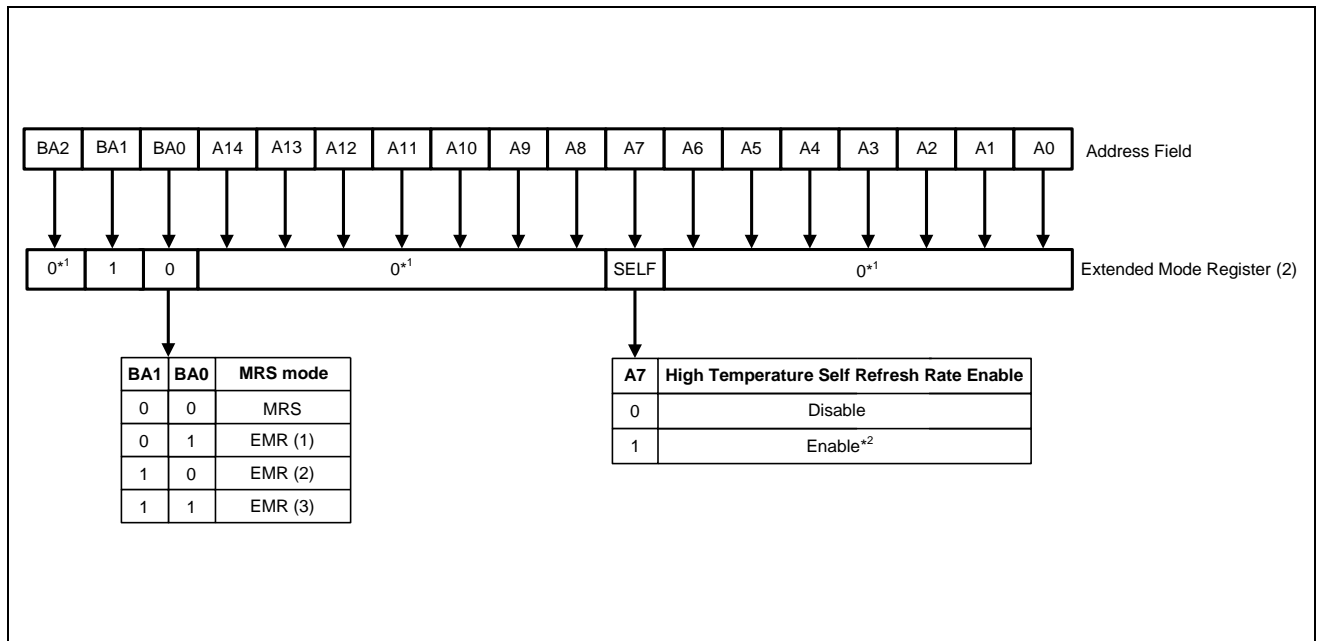 BA2 BA1 BA0 A14 A13 A12 A11 A10 A9 A8 A7 A6 A5 A4 A3 A2 A1 A0 Address Field
0*1 1 0 0*1 SELF 0*1 Extended Mode Register (2)
BA1 BA0 MRS mode
0 0 MRS
0 1 EMR (1)
1 0 EMR (2)
1 1 EMR (3)
A7 High Temperature Self Refresh Rate Enable
0 Disable
1 Enable*2